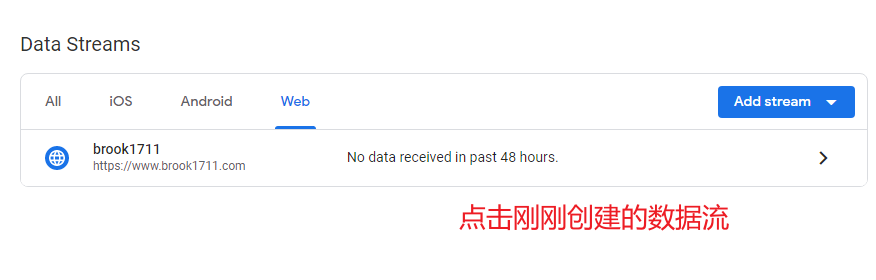 Data Streams
All iOS Android Web Add stream
brook1711
https://www.brook1711.com
No data received in past 48 hours.
点击刚刚创建的数据流